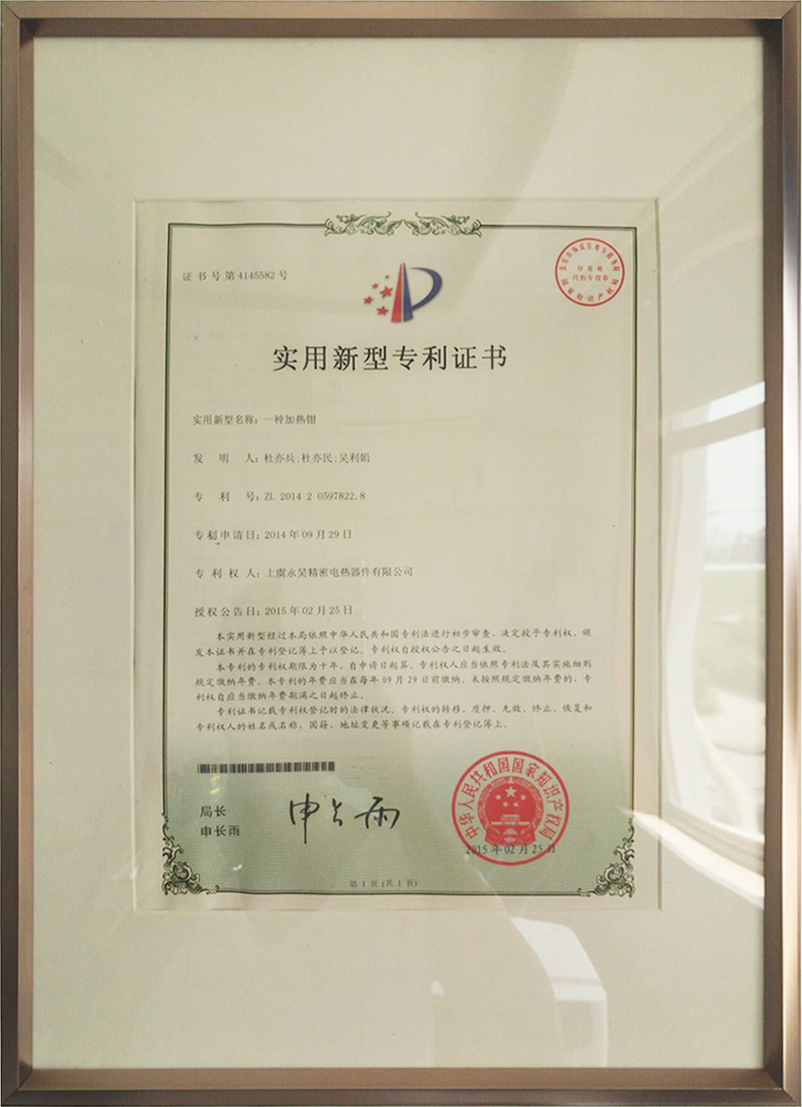 证书号第4145582号
印花税
代扣专用章
国家知识产权局
实用新型专利证书
实用新型名称：一种加热钳
发明人：杜亦兵;杜亦民;吴利娟
专利号：ZL 2014 2 0597822.8
专利申请日：2014年09月29日
专利权人：上虞永昊精密电热器件有限公司
授权公告日：2015年02月25日
本实用新型经过本局依照中华人民共和国专利法进行初步审查，决定授予专利权，颁
发本证书并在专利登记簿上予以登记。专利权自授权公告之日起生效。
本专利的专利权期限为十年，自申请日起算。专利权人应当依照专利法及其实施细则
规定缴纳年费。本专利的年费应当在每年09月29日前缴纳。未按照规定缴纳年费的，专
利权自应当缴纳年费期满之日起终止。
专利证书记载专利权登记时的法律状况。专利权的转移、质押、无效、终止、恢复和
专利权人的姓名或名称、国籍、地址变更等事项记载在专利登记簿上。
局长
申长雨
申长雨
中华人民共和国国家知识产权局
2015年02月25日
第1页(共1页)